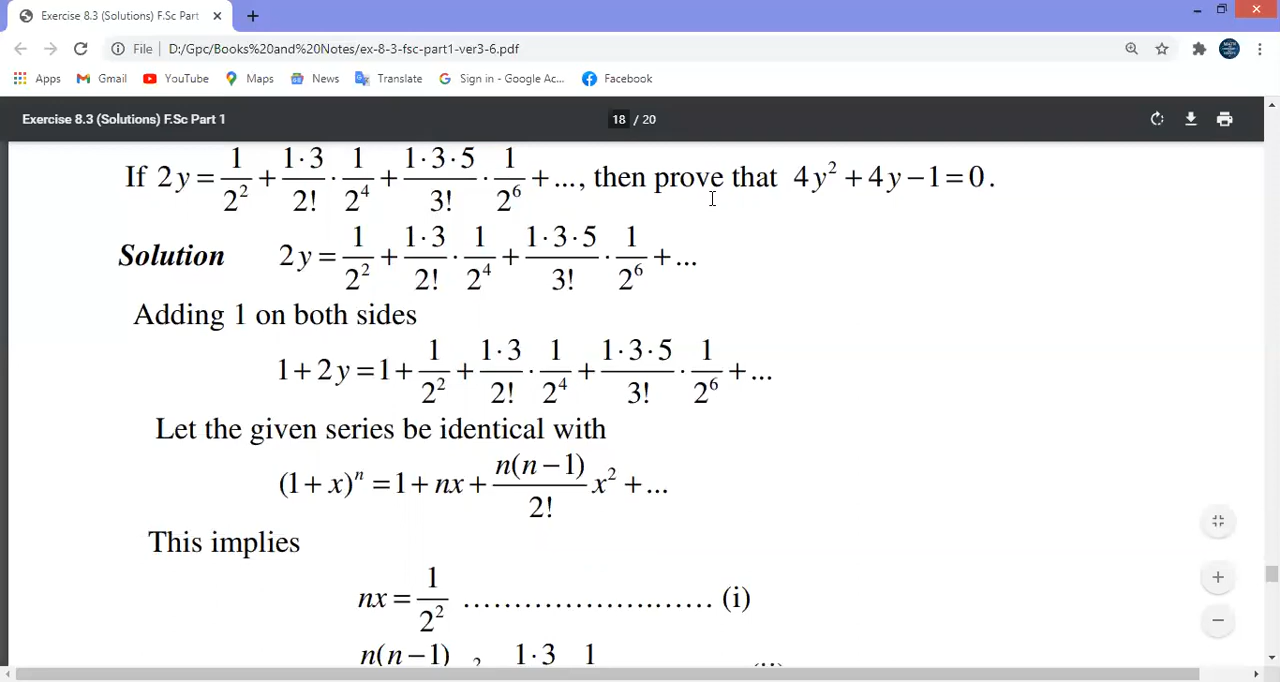 Exercise 8.3 (Solutions) F.Sc Part
File | D:/Gpc/Books%20and%20Notes/ex-8-3-fsc-part1-ver3-6.pdf
Apps Gmail YouTube Maps News Translate Sign in - Google Ac... Facebook
Exercise 8.3 (Solutions) F.Sc Part 1 18 / 20
If 2y = 1/2² + 1·3/2! · 1/2⁴ + 1·3·5/3! · 1/2⁶ + ..., then prove that 4y² + 4y − 1 = 0.
Solution 2y = 1/2² + 1·3/2! · 1/2⁴ + 1·3·5/3! · 1/2⁶ + ...
Adding 1 on both sides
1 + 2y = 1 + 1/2² + 1·3/2! · 1/2⁴ + 1·3·5/3! · 1/2⁶ + ...
Let the given series be identical with
(1 + x)ⁿ = 1 + nx + n(n−1)/2! x² + ...
This implies
nx = 1/2² ............................ (i)
n(n−1) 2 1·3 1